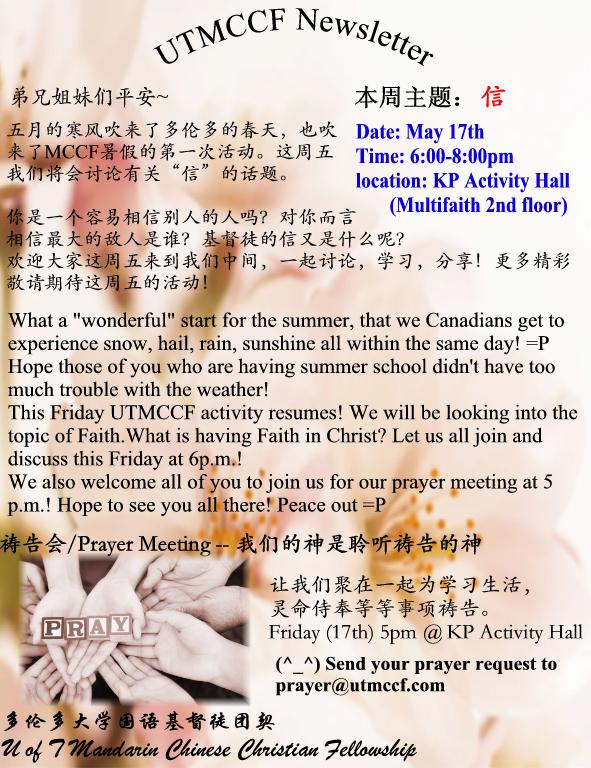 UTMCCF Newsletter
弟兄姐妹们平安~
本周主题：信
五月的寒风吹来了多伦多的春天，也吹
来了MCCF暑假的第一次活动。这周五
我们将会讨论有关“信”的话题。
Date: May 17th
Time: 6:00-8:00pm
location: KP Activity Hall
(Multifaith 2nd floor)
你是一个容易相信别人的人吗？对你而言
相信最大的敌人是谁？基督徒的信又是什么呢？
欢迎大家这周五来到我们中间，一起讨论，学习，分享！更多精彩
敬请期待这周五的活动！
What a "wonderful" start for the summer, that we Canadians get to
experience snow, hail, rain, sunshine all within the same day! =P
Hope those of you who are having summer school didn't have too
much trouble with the weather!
This Friday UTMCCF activity resumes! We will be looking into the
topic of Faith.What is having Faith in Christ? Let us all join and
discuss this Friday at 6p.m.!
We also welcome all of you to join us for our prayer meeting at 5
p.m.! Hope to see you all there! Peace out =P
祷告会/Prayer Meeting -- 我们的神是聆听祷告的神
PRAY
让我们聚在一起为学习生活，
灵命侍奉等等事项祷告。
Friday (17th) 5pm @ KP Activity Hall
(^_^) Send your prayer request to
prayer@utmccf.com
多伦多大学国语基督徒团契
U of T Mandarin Chinese Christian Fellowship